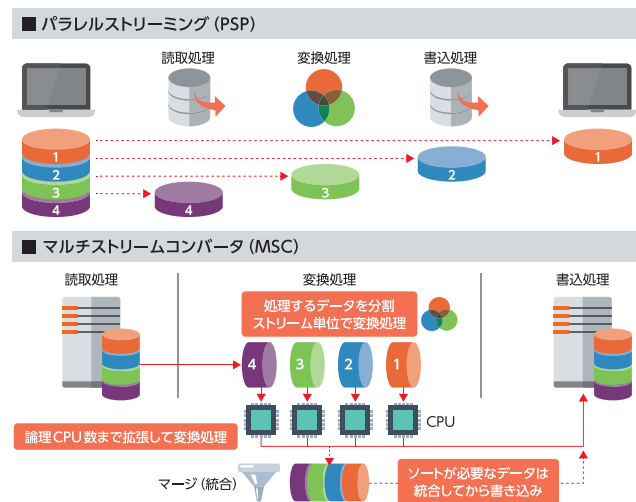 ■ パラレルストリーミング（PSP）
読取処理
変換処理
書込処理
1
2
3
4
4
3
2
1
■ マルチストリームコンバータ（MSC）
読取処理
変換処理
書込処理
処理するデータを分割
ストリーム単位で変換処理
4
3
2
1
CPU
論理CPU数まで拡張して変換処理
マージ（統合）
ソートが必要なデータは
統合してから書き込み